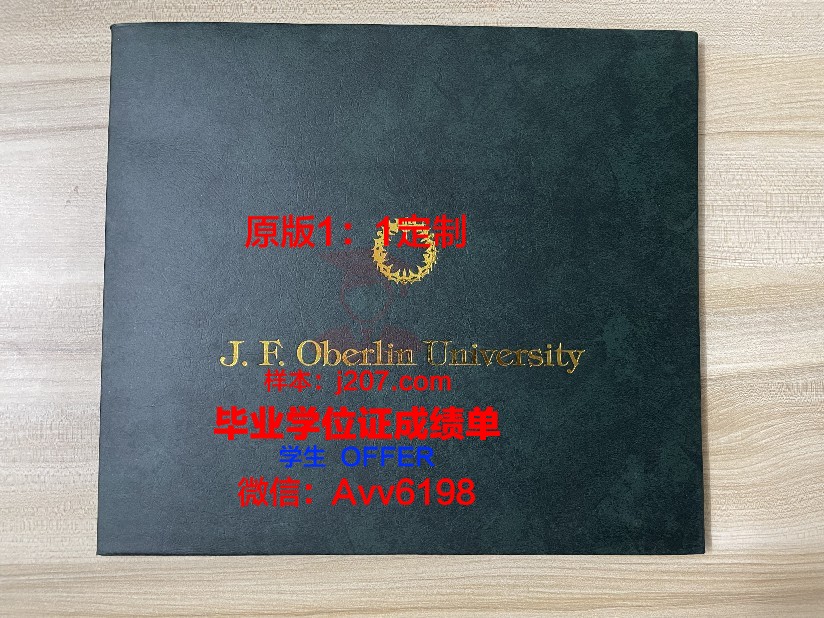 原版1：1定制
J. F. Oberlin University
样本：j207.com
毕业学位证成绩单
学生 OFFER
微信：Avv6198